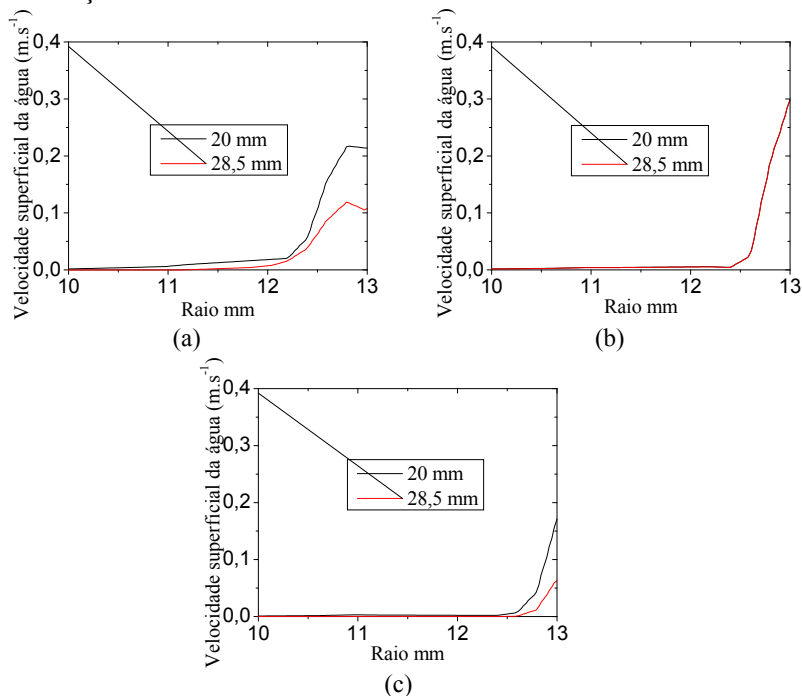 Velocidade superficial da água (m.s⁻¹)
0,4
0,3
0,2
0,1
0,0
20 mm
28,5 mm
10
11
12
13
Raio mm
(a)
Velocidade superficial da água (m.s⁻¹)
0,4
0,3
0,2
0,1
0,0
20 mm
28,5 mm
10
11
12
13
Raio mm
(b)
Velocidade superficial da água (m.s⁻¹)
0,4
0,3
0,2
0,1
0,0
20 mm
28,5 mm
10
11
12
13
Raio mm
(c)